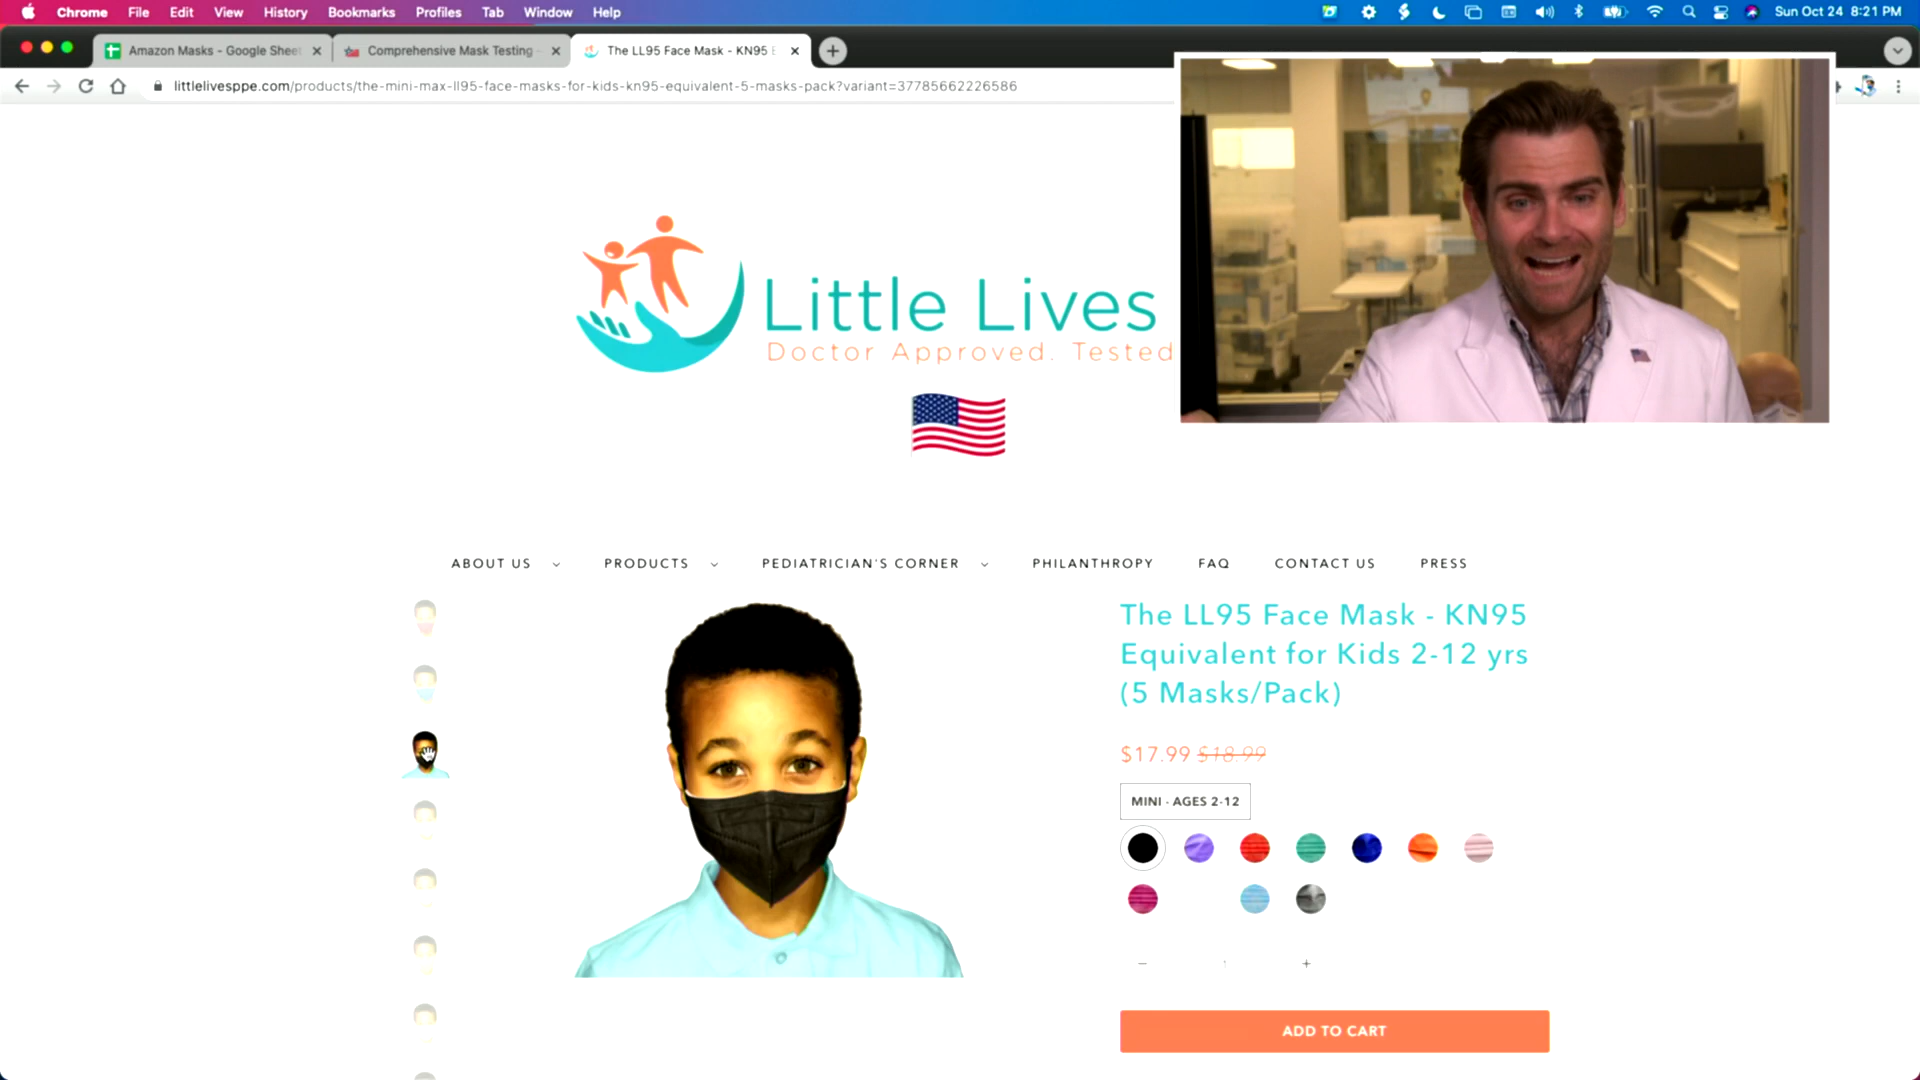 Chrome File Edit View History Bookmarks Profiles Tab Window Help Sun Oct 24 8:21 PM
Amazon Masks - Google Sheet Comprehensive Mask Testing - The LL95 Face Mask - KN95
littlelivesppe.com/products/the-mini-max-ll95-face-masks-for-kids-kn95-equivalent-5-masks-pack?variant=37785662226586
Little Lives
Doctor Approved. Tested
ABOUT US PRODUCTS PEDIATRICIAN'S CORNER PHILANTHROPY FAQ CONTACT US PRESS
The LL95 Face Mask - KN95
Equivalent for Kids 2-12 yrs
(5 Masks/Pack)
$17.99 $18.99
MINI - AGES 2-12
− +
ADD TO CART